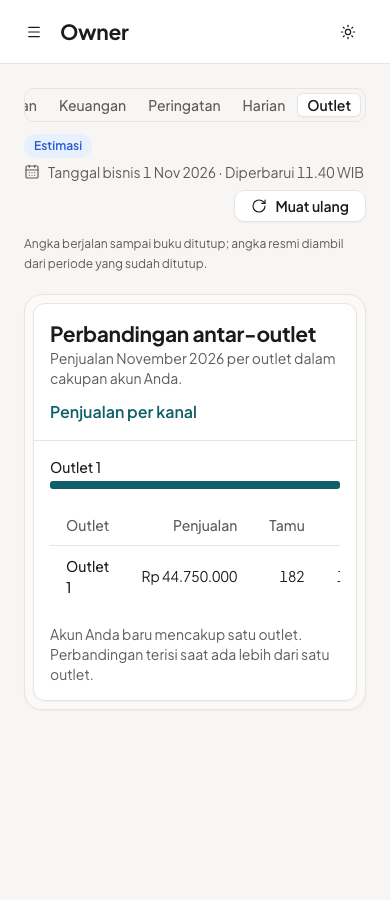 Owner
an Keuangan Peringatan Harian Outlet
Estimasi
Tanggal bisnis 1 Nov 2026 · Diperbarui 11.40 WIB
Muat ulang
Angka berjalan sampai buku ditutup; angka resmi diambil
dari periode yang sudah ditutup.
Perbandingan antar-outlet
Penjualan November 2026 per outlet dalam
cakupan akun Anda.
Penjualan per kanal
Outlet 1
Outlet Penjualan Tamu
Outlet
1 Rp 44.750.000 182
Akun Anda baru mencakup satu outlet.
Perbandingan terisi saat ada lebih dari satu
outlet.